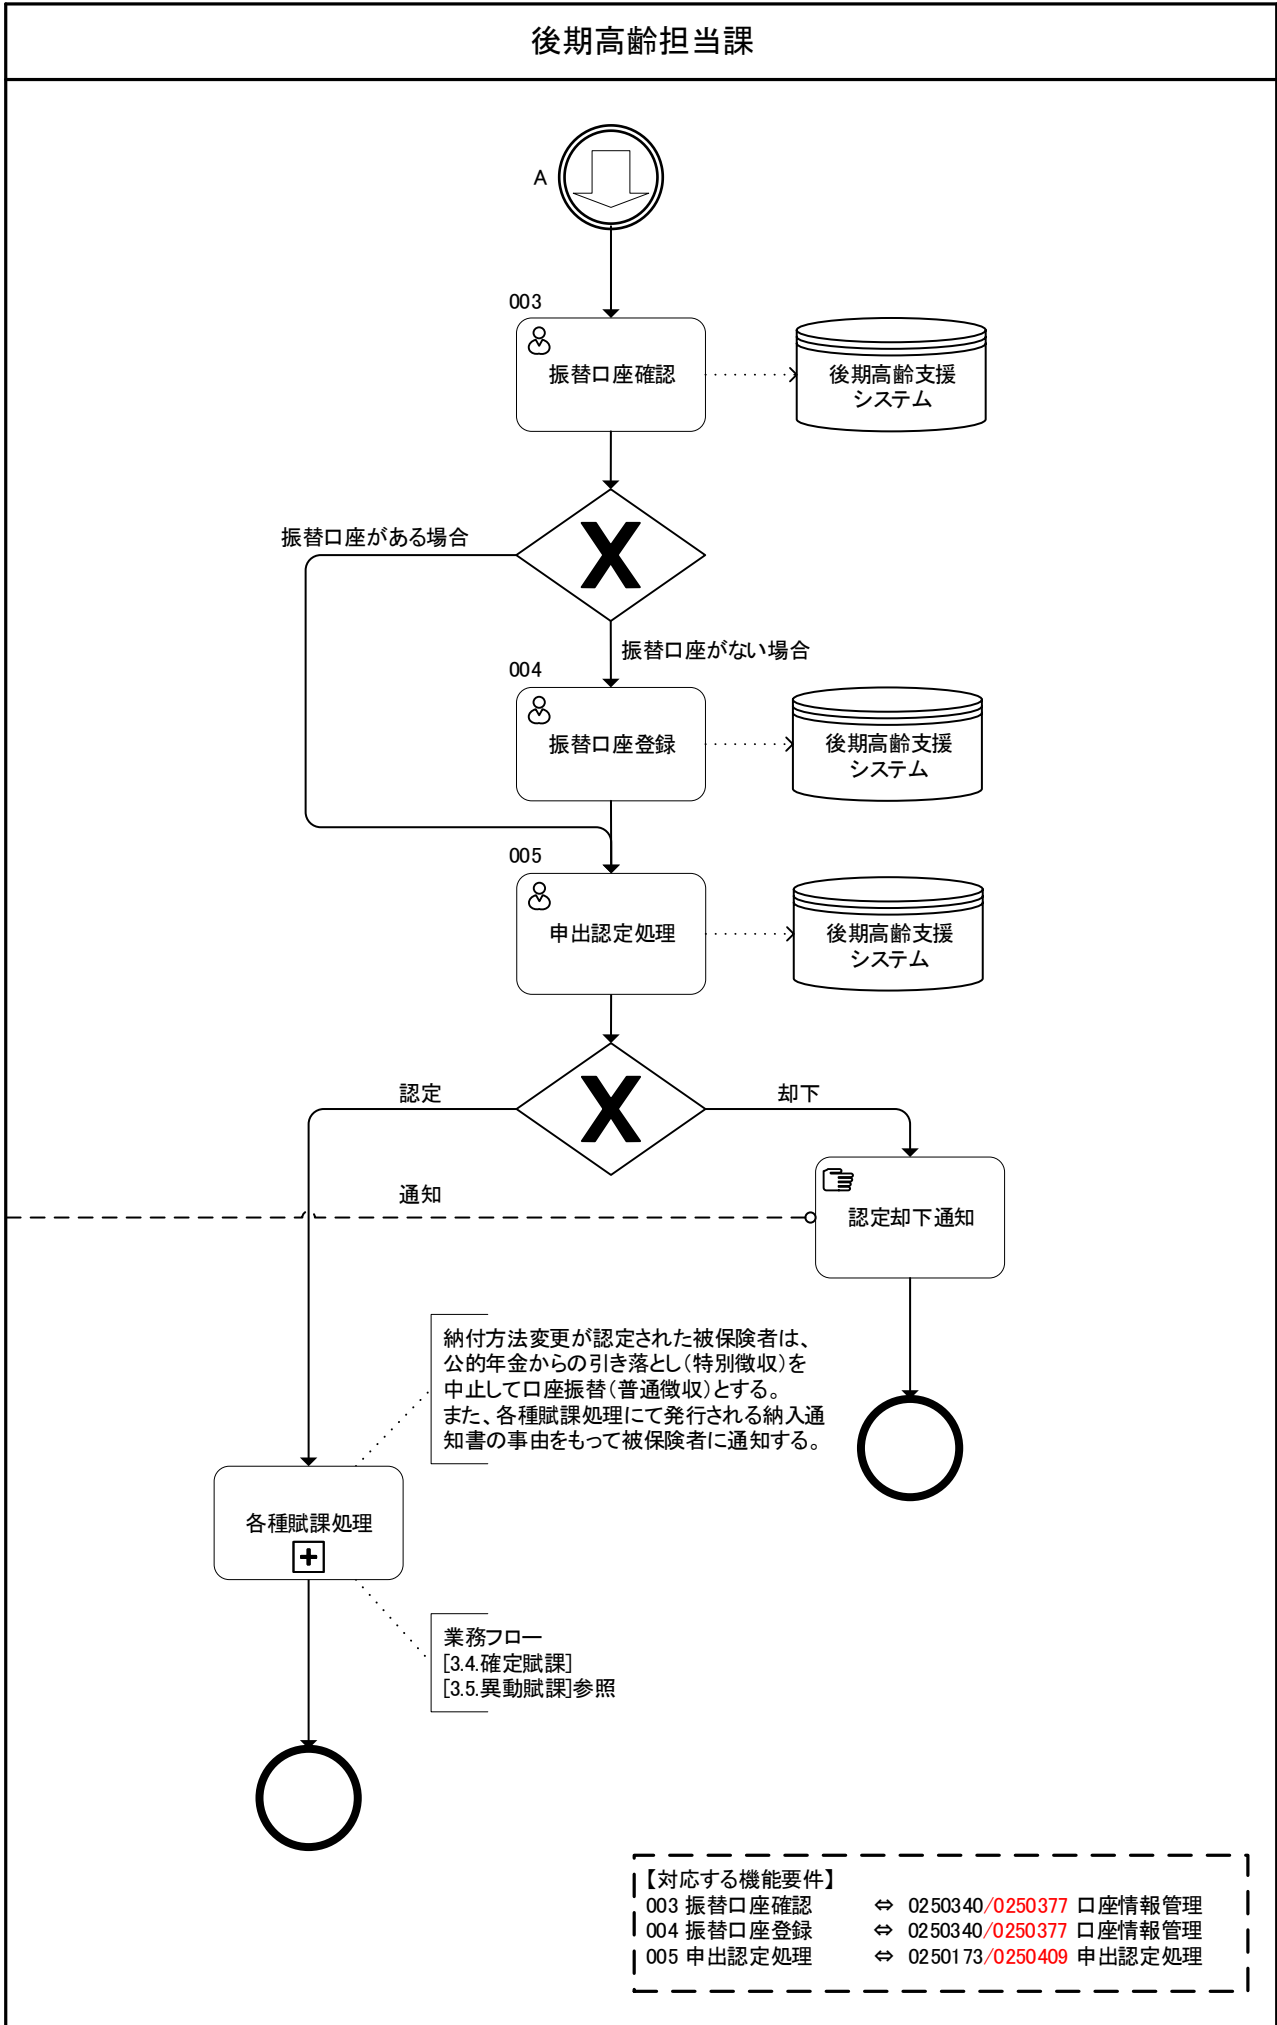 後期高齢担当課
A
003
振替口座確認
後期高齢支援
システム
振替口座がある場合
振替口座がない場合
004
振替口座登録
後期高齢支援
システム
005
申出認定処理
後期高齢支援
システム
認定
却下
通知
認定却下通知
納付方法変更が認定された被保険者は、
公的年金からの引き落とし（特別徴収）を
中止して口座振替（普通徴収）とする。
また、各種賦課処理にて発行される納入通
知書の事由をもって被保険者に通知する。
各種賦課処理
業務フロー
[3.4.確定賦課]
[3.5.異動賦課]参照
【対応する機能要件】
003 振替口座確認 ⇔ 0250340/0250377 口座情報管理
004 振替口座登録 ⇔ 0250340/0250377 口座情報管理
005 申出認定処理 ⇔ 0250173/0250409 申出認定処理